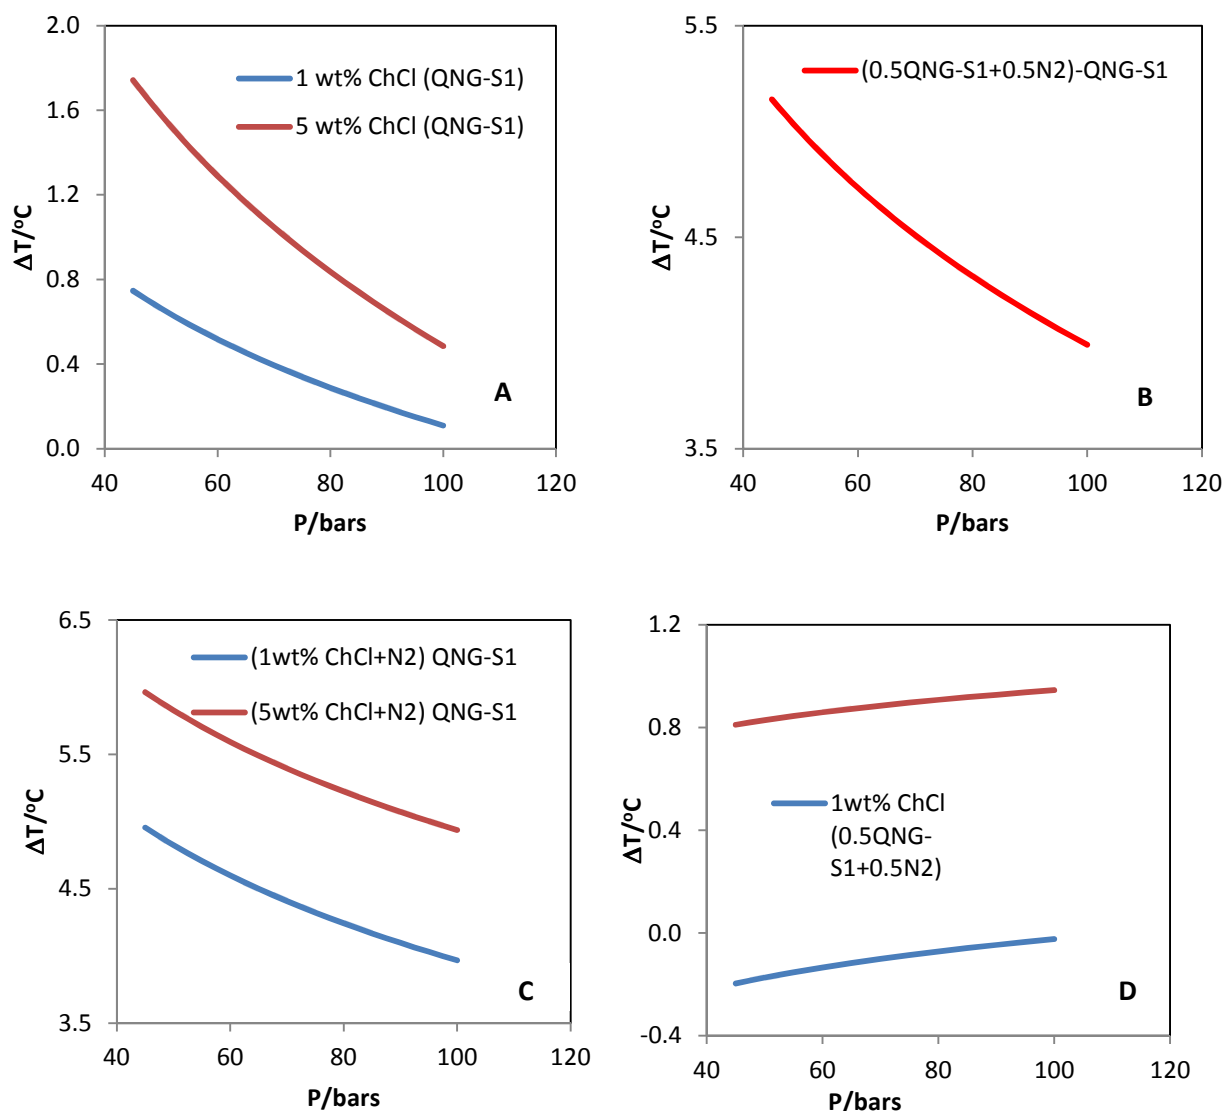 2.0
1.6
1.2
0.8
0.4
0.0
ΔT/ºC
1 wt% ChCl (QNG-S1)
5 wt% ChCl (QNG-S1)
A
40
60
80
100
120
P/bars
5.5
4.5
3.5
ΔT/ºC
(0.5QNG-S1+0.5N2)-QNG-S1
B
40
60
80
100
120
P/bars
6.5
5.5
4.5
3.5
ΔT/ºC
(1wt% ChCl+N2) QNG-S1
(5wt% ChCl+N2) QNG-S1
C
40
60
80
100
120
P/bars
1.2
0.8
0.4
0.0
-0.4
ΔT/ºC
1wt% ChCl
(0.5QNG-
S1+0.5N2)
D
40
60
80
100
120
P/bars